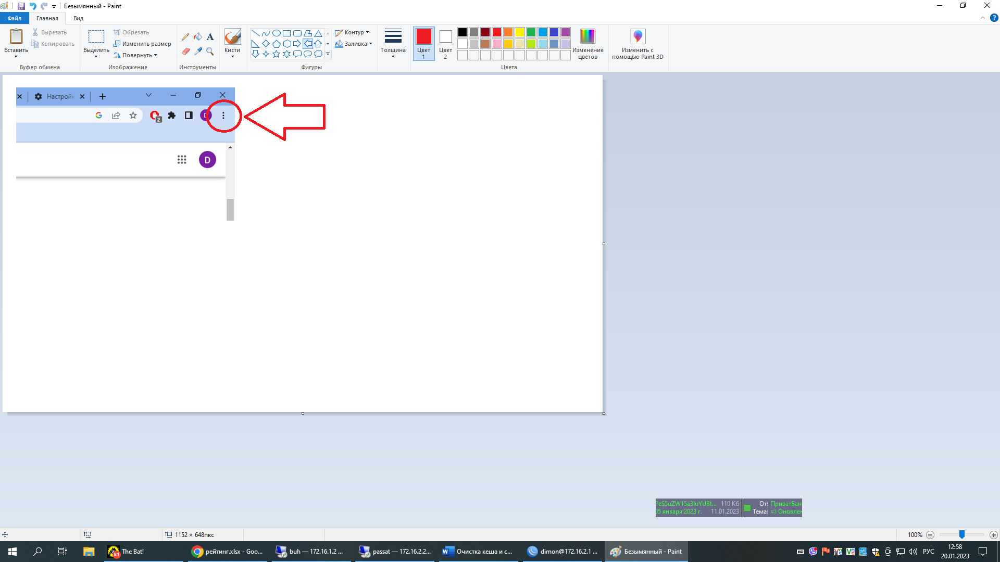 Безымянный - Paint
Файл Главная Вид
Вставить
Вырезать
Копировать
Буфер обмена
Выделить
Обрезать
Изменить размер
Повернуть
Изображение
A
Инструменты
Кисти
Контур
Заливка
Фигуры
Толщина
Цвет
1
Цвет
2
Изменение
цветов
Цвета
Изменить с
помощью Paint 3D
Настройк
G
2
D
?eS5uZW15a3luYUBt... 110 Кб
05 января 2023 г. 11.01.2023
От: ПриватБан
Тема: Оновлен
1152 × 648пкс
100%
81
The Bat!
рейтинг.xlsx - Goo...
buh — 172.16.1.2 ...
passat — 172.16.2.2...
Очистка кеша и с...
dimon@172.16.2.1 ...
Безымянный - Paint
РУС
12:58
20.01.2023